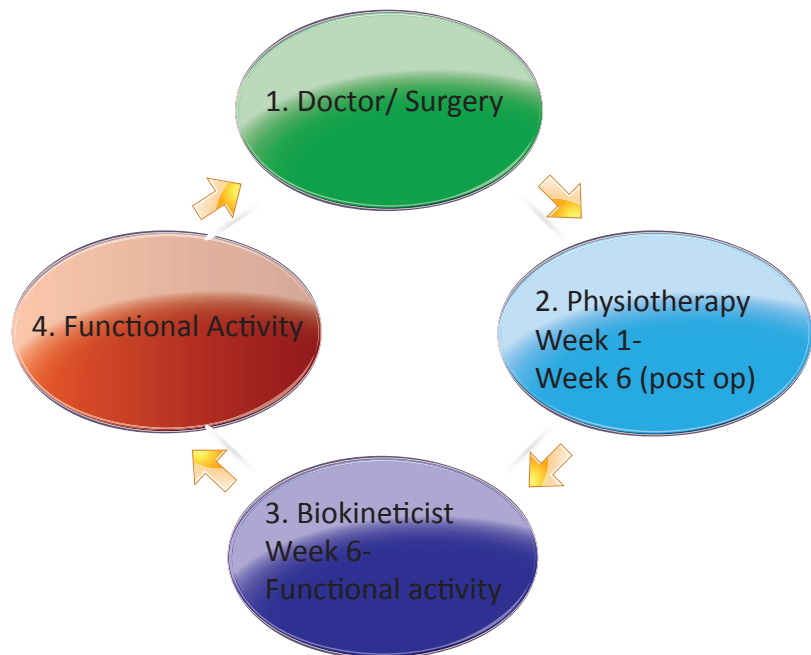 1. Doctor/ Surgery
2. Physiotherapy
Week 1-
Week 6 (post op)
3. Biokineticist
Week 6-
Functional activity
4. Functional Activity